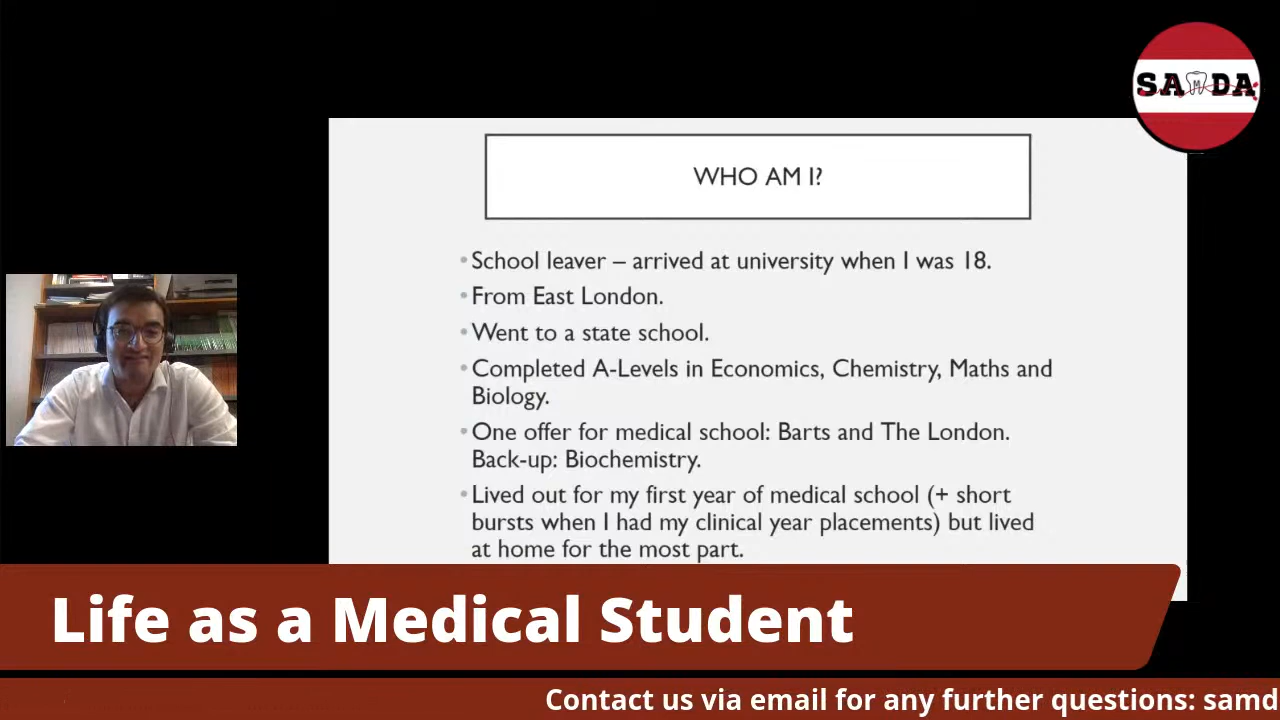 SAMDA
WHO AM I?
•School leaver – arrived at university when I was 18.
•From East London.
•Went to a state school.
•Completed A-Levels in Economics, Chemistry, Maths and
Biology.
•One offer for medical school: Barts and The London.
Back-up: Biochemistry.
•Lived out for my first year of medical school (+ short
bursts when I had my clinical year placements) but lived
at home for the most part.
Life as a Medical Student
Contact us via email for any further questions: samd